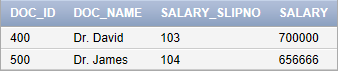 DOC_ID DOC_NAME SALARY_SLIPNO SALARY
400 Dr. David 103 700000
500 Dr. James 104 656666